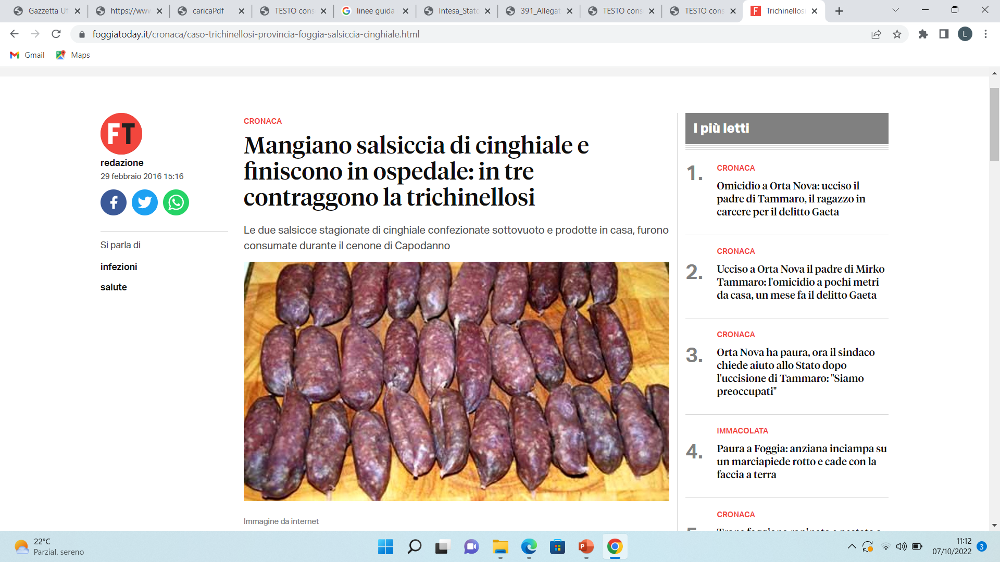 Gazzetta Uf
https://www
caricaPdf
TESTO cons
linee guida
Intesa_Stato
391_Allegat
TESTO cons
TESTO cons
Trichinellosi
foggiatoday.it/cronaca/caso-trichinellosi-provincia-foggia-salsiccia-cinghiale.html
L
Gmail
Maps
FT
redazione
29 febbraio 2016 15:16
Si parla di
infezioni
salute
CRONACA
Mangiano salsiccia di cinghiale e
finiscono in ospedale: in tre
contraggono la trichinellosi
Le due salsicce stagionate di cinghiale confezionate sottovuoto e prodotte in casa, furono
consumate durante il cenone di Capodanno
Immagine da internet
I più letti
1.
CRONACA
Omicidio a Orta Nova: ucciso il
padre di Tammaro, il ragazzo in
carcere per il delitto Gaeta
2.
CRONACA
Ucciso a Orta Nova il padre di Mirko
Tammaro: l'omicidio a pochi metri
da casa, un mese fa il delitto Gaeta
3.
CRONACA
Orta Nova ha paura, ora il sindaco
chiede aiuto allo Stato dopo
l'uccisione di Tammaro: "Siamo
preoccupati"
4.
IMMACOLATA
Paura a Foggia: anziana inciampa su
un marciapiede rotto e cade con la
faccia a terra
CRONACA
22°C
Parzial. sereno
11:12
07/10/2022
3